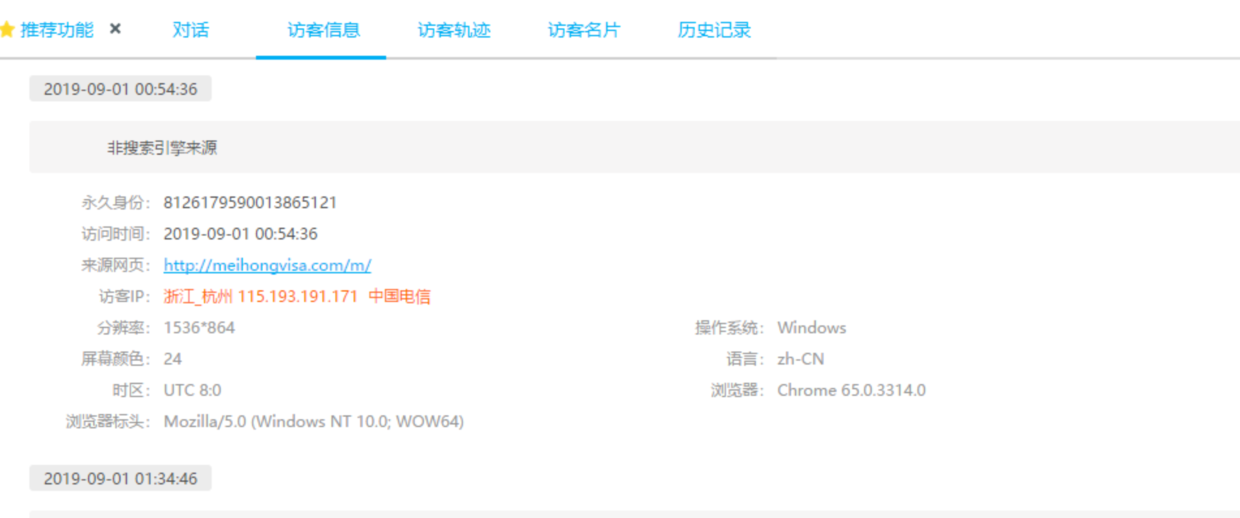 推荐功能 × 对话 访客信息 访客轨迹 访客名片 历史记录
2019-09-01 00:54:36
非搜索引擎来源
永久身份: 8126179590013865121
访问时间: 2019-09-01 00:54:36
来源网页: http://meihongvisa.com/m/
访客IP: 浙江_杭州 115.193.191.171 中国电信
分辨率: 1536*864 操作系统: Windows
屏幕颜色: 24 语言: zh-CN
时区: UTC 8:0 浏览器: Chrome 65.0.3314.0
浏览器标头: Mozilla/5.0 (Windows NT 10.0; WOW64)
2019-09-01 01:34:46